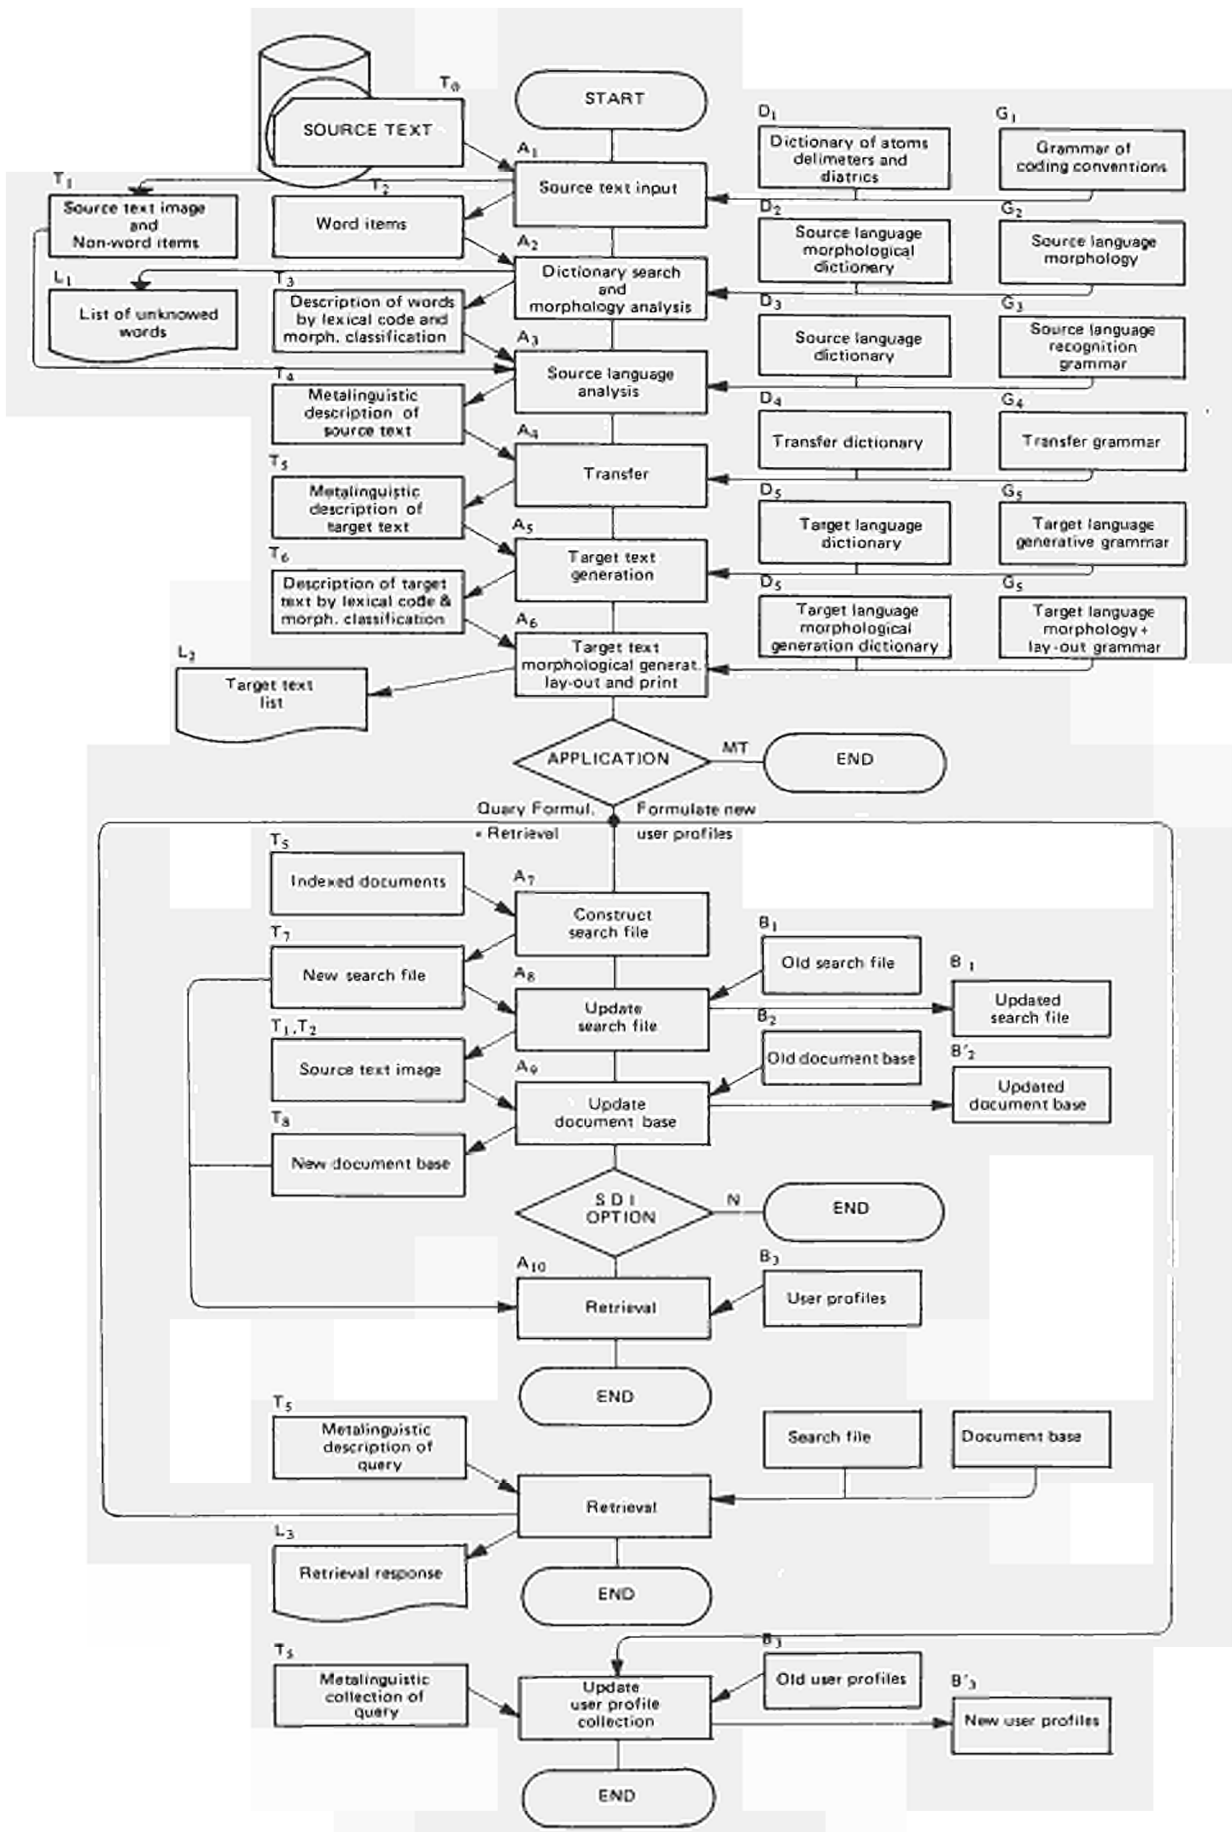 T₀
START
SOURCE TEXT
D₁
G₁
Dictionary of atoms
delimeters and
diatrics
Grammar of
coding conventions
A₁
Source text input
T₁
Source text image
and
Non-word items
T₂
Word items
D₂
Source language
morphological
dictionary
G₂
Source language
morphology
A₂
Dictionary search
and
morphology analysis
L₁
List of unknowed
words
T₃
Description of words
by lexical code and
morph. classification
D₃
Source language
dictionary
G₃
Source language
recognition
grammar
A₃
Source language
analysis
T₄
Metalinguistic
description of
source text
D₄
Transfer dictionary
G₄
Transfer grammar
A₄
Transfer
T₅
Metalinguistic
description of
target text
D₅
Target language
dictionary
G₅
Target language
generative grammar
A₅
Target text
generation
T₆
Description of target
text by lexical code &
morph. classification
D₅
Target language
morphological
generation dictionary
G₅
Target language
morphology +
lay-out grammar
A₆
Target text
morphological generat.
lay-out and print
L₂
Target text
list
APPLICATION
MT
END
Quary Formul.
Retrieval
Formulate new
user profiles
T₅
Indexed documents
A₇
Construct
search file
T₇
New search file
B₁
Old search file
A₈
Update
search file
B₁
Updated
search file
T₁,T₂
Source text image
B₂
Old document base
A₉
Update
document base
B'₂
Updated
document base
T₈
New document base
SDI
OPTION
N
END
A₁₀
Retrieval
B₃
User profiles
END
T₅
Metalinguistic
description of
query
Search file
Document base
Retrieval
L₃
Retrieval response
END
T₅
Metalinguistic
collection of
query
B₃
Old user profiles
Update
user profile
collection
B'₃
New user profiles
END